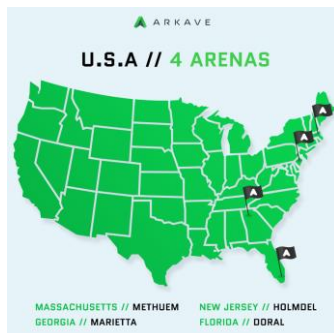 ARKAVE
U.S.A // 4 ARENAS
MASSACHUSETTS // METHUEM NEW JERSEY // HOLMDEL
GEORGIA // MARIETTA FLORIDA // DORAL